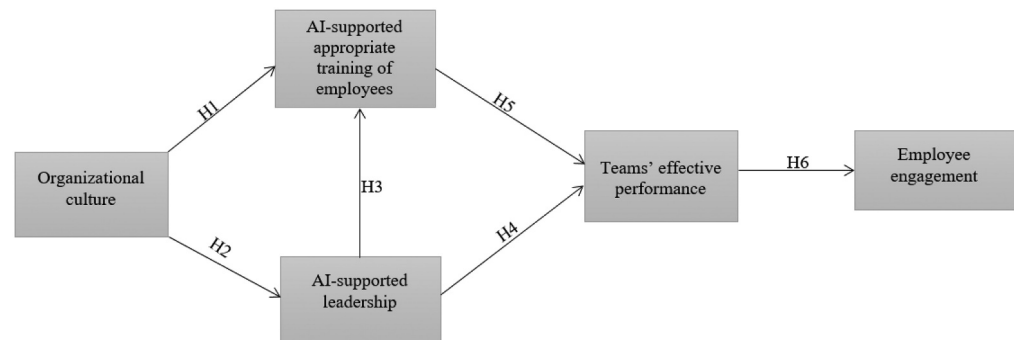 AI-supported
appropriate
training of
employees
H1
H5
Organizational
culture
H3
Teams' effective
performance
H6
Employee
engagement
H2
H4
AI-supported
leadership